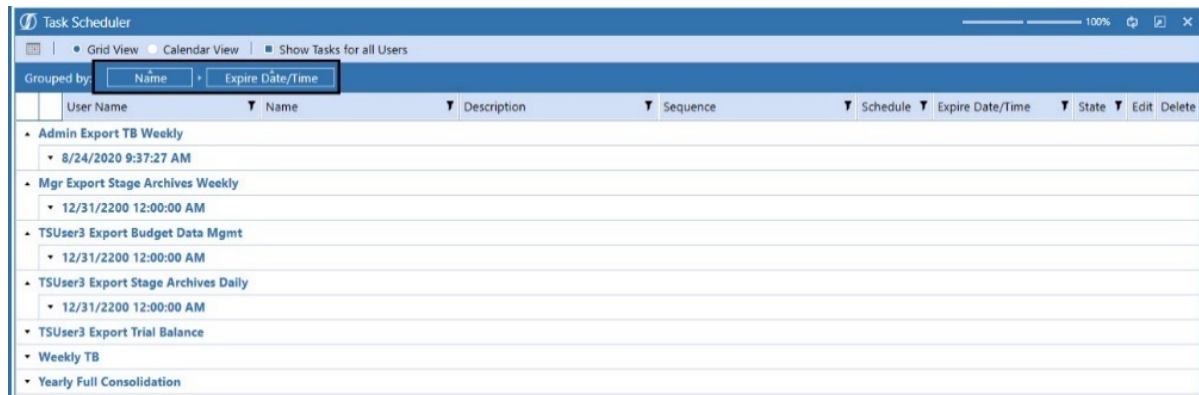 Task Scheduler 100%
Grid View Calendar View Show Tasks for all Users
Grouped by: Name Expire Date/Time
User Name Name Description Sequence Schedule Expire Date/Time State Edit Delete
Admin Export TB Weekly
8/24/2020 9:37:27 AM
Mgr Export Stage Archives Weekly
12/31/2200 12:00:00 AM
TSUser3 Export Budget Data Mgmt
12/31/2200 12:00:00 AM
TSUser3 Export Stage Archives Daily
12/31/2200 12:00:00 AM
TSUser3 Export Trial Balance
Weekly TB
Yearly Full Consolidation